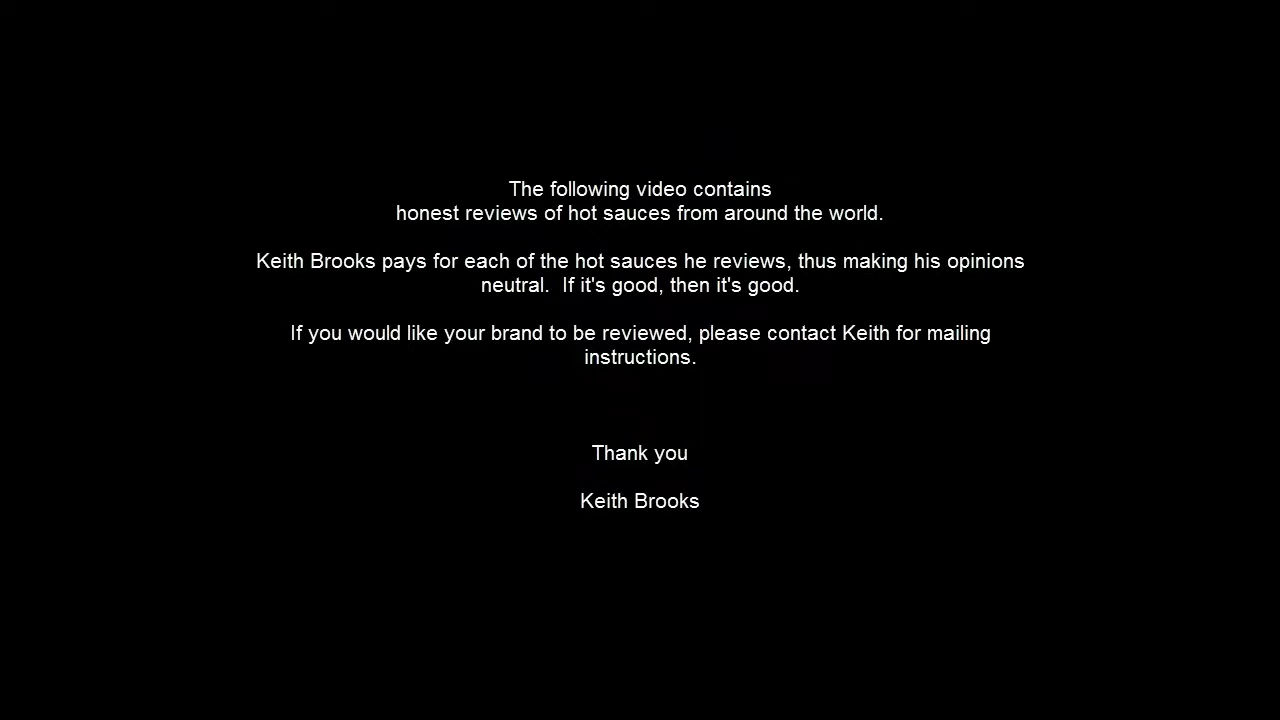 The following video contains
honest reviews of hot sauces from around the world.
Keith Brooks pays for each of the hot sauces he reviews, thus making his opinions
neutral.  If it's good, then it's good.
If you would like your brand to be reviewed, please contact Keith for mailing
instructions.
Thank you
Keith Brooks